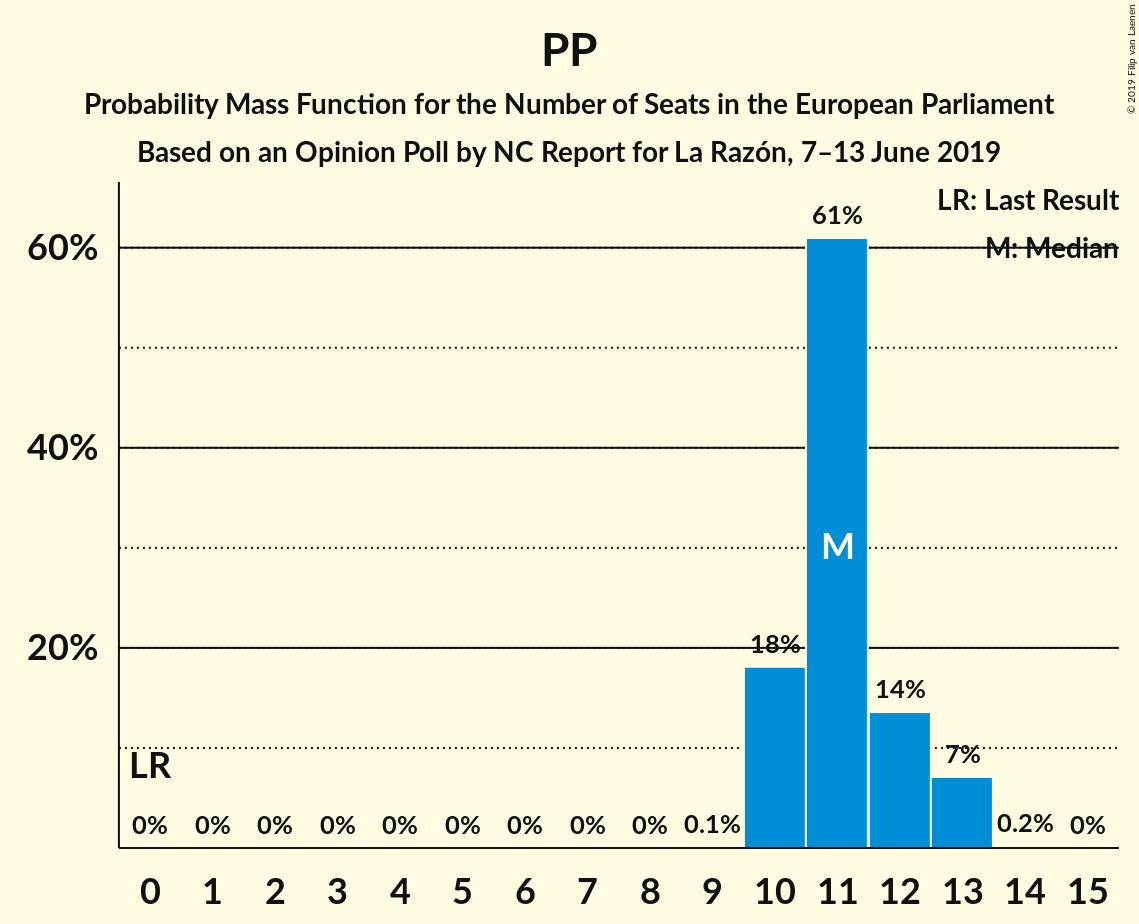 PP
Probability Mass Function for the Number of Seats in the European Parliament
Based on an Opinion Poll by NC Report for La Razón, 7–13 June 2019
© 2019 Filip van Laenen
LR: Last Result
M: Median
60%
40%
20%
61%
M
18%
14%
7%
LR
0% 0% 0% 0% 0% 0% 0% 0% 0% 0.1% 0.2% 0%
0 1 2 3 4 5 6 7 8 9 10 11 12 13 14 15